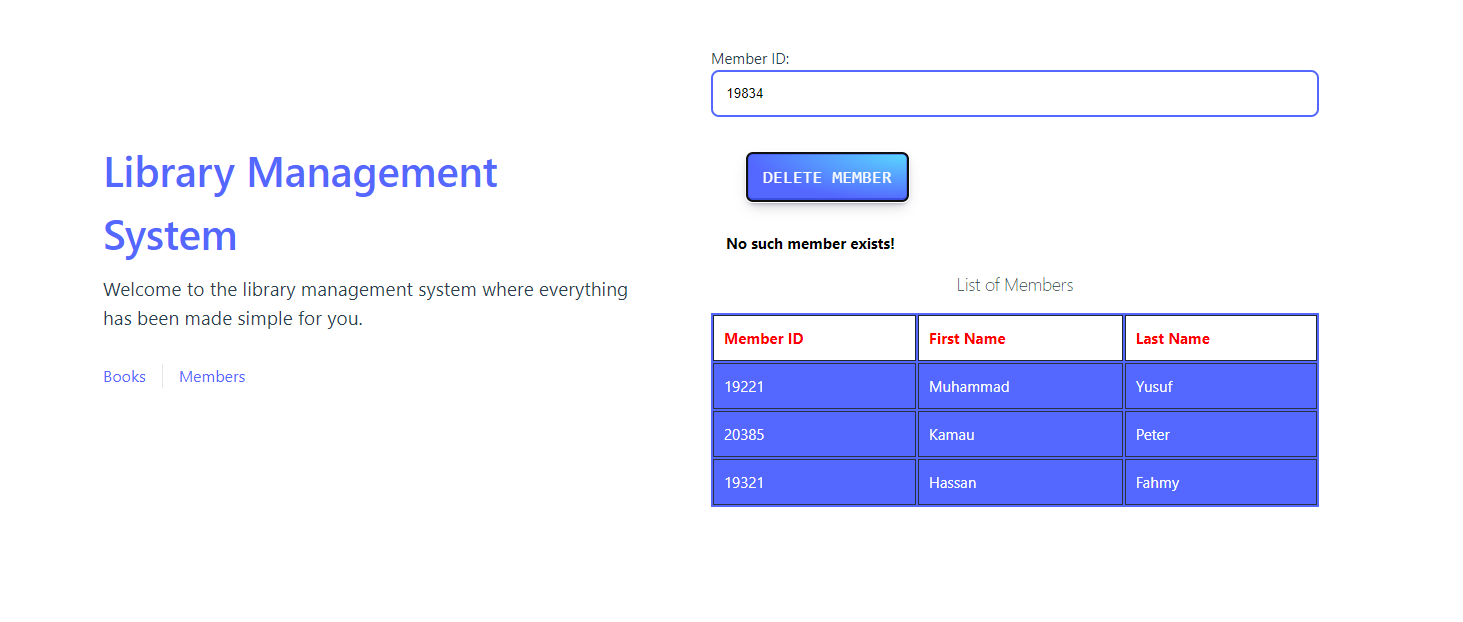 Library Management
System
Welcome to the library management system where everything
has been made simple for you.
Books Members
Member ID:
19834
DELETE MEMBER
No such member exists!
List of Members
Member ID First Name Last Name
19221 Muhammad Yusuf
20385 Kamau Peter
19321 Hassan Fahmy